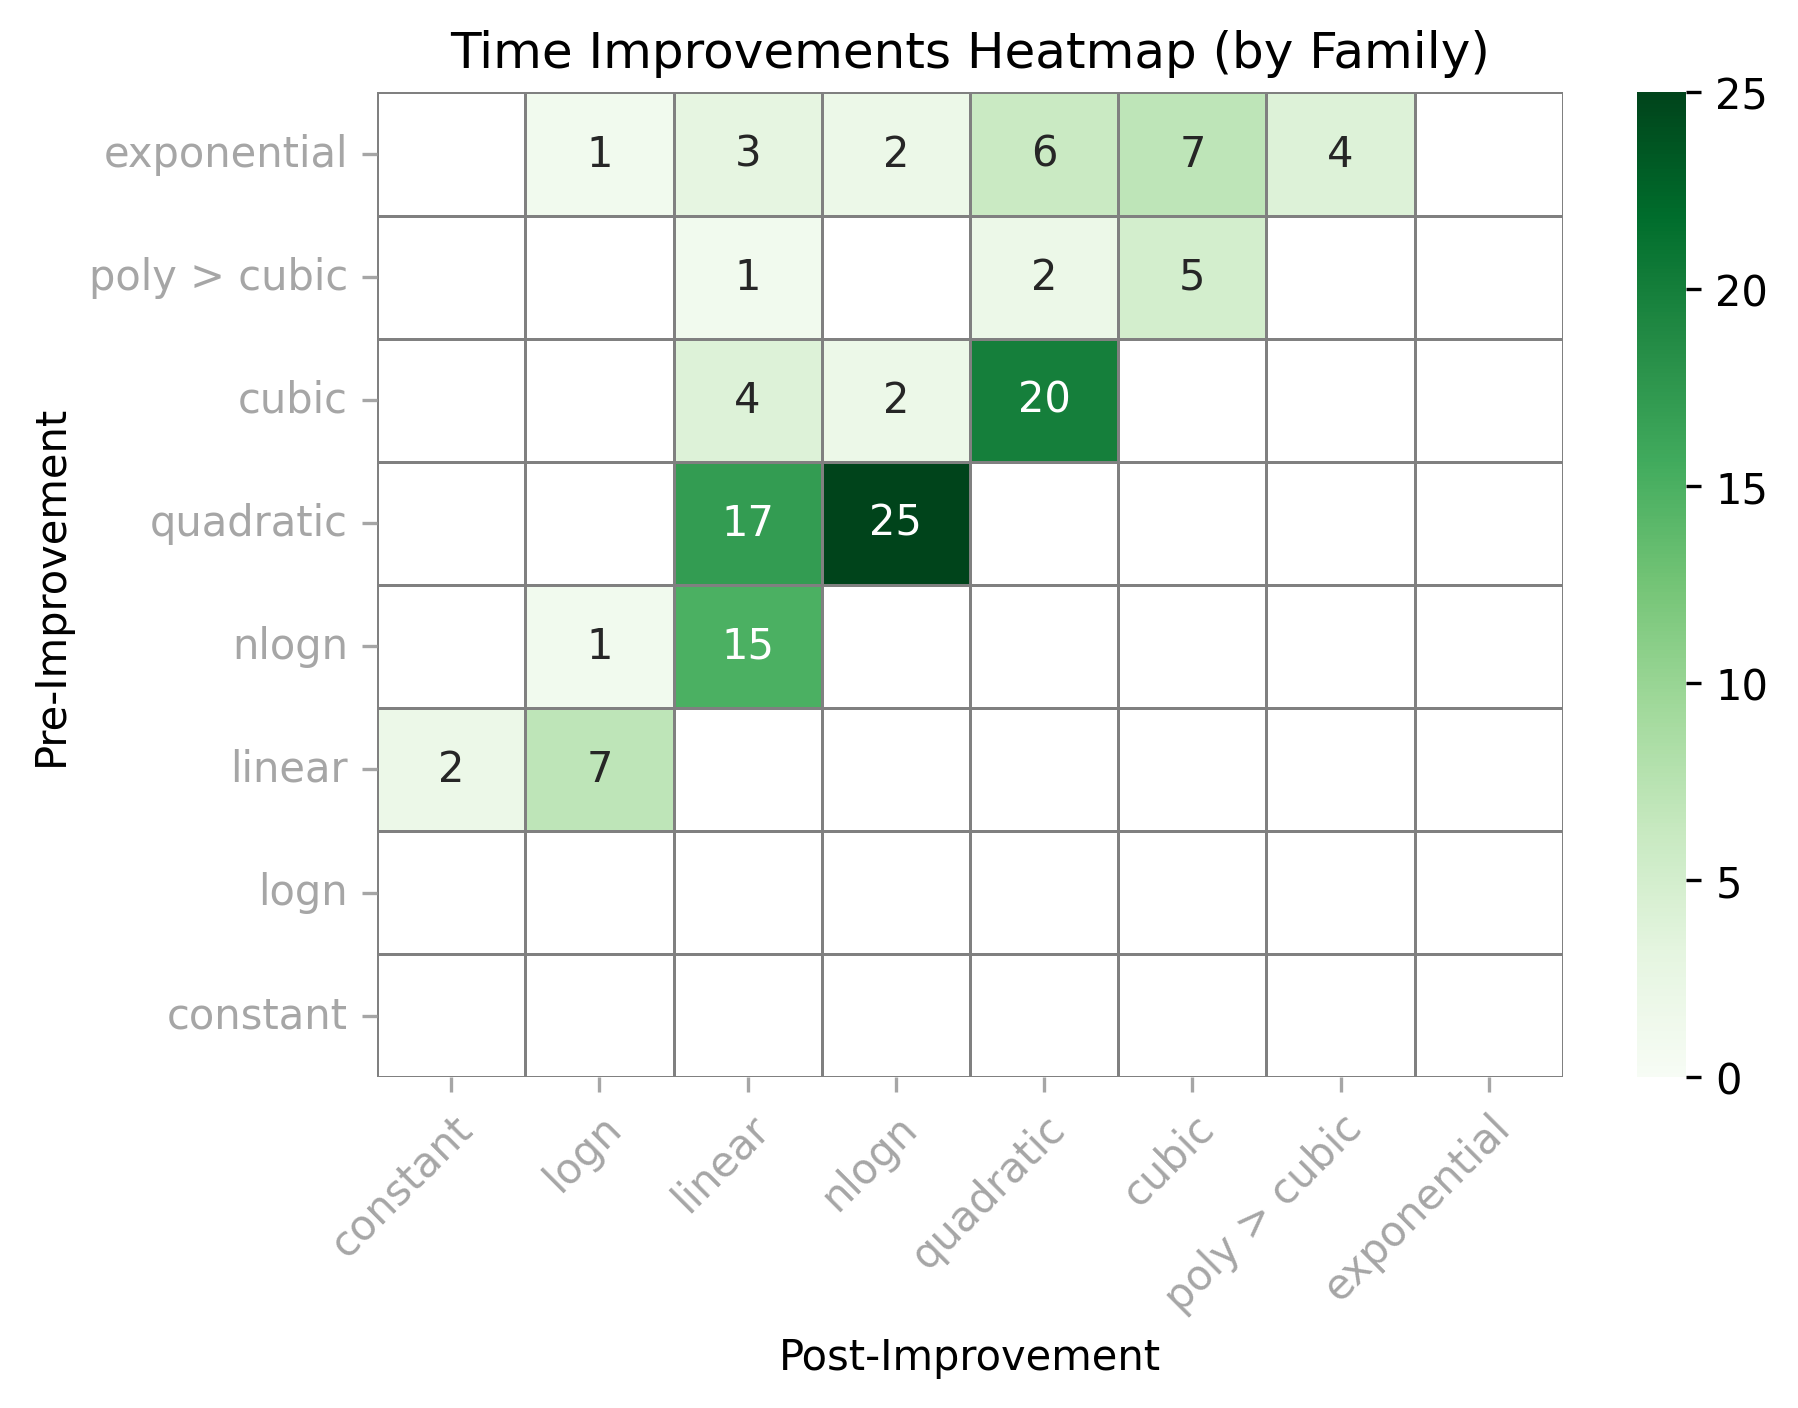 Time Improvements Heatmap (by Family)
exponential 1 3 2 6 7 4
poly > cubic 1 2 5
cubic 4 2 20
quadratic 17 25
nlogn 1 15
linear 2 7
logn
constant
Pre-Improvement
constant logn linear nlogn quadratic cubic poly > cubic exponential
Post-Improvement
25
20
15
10
5
0